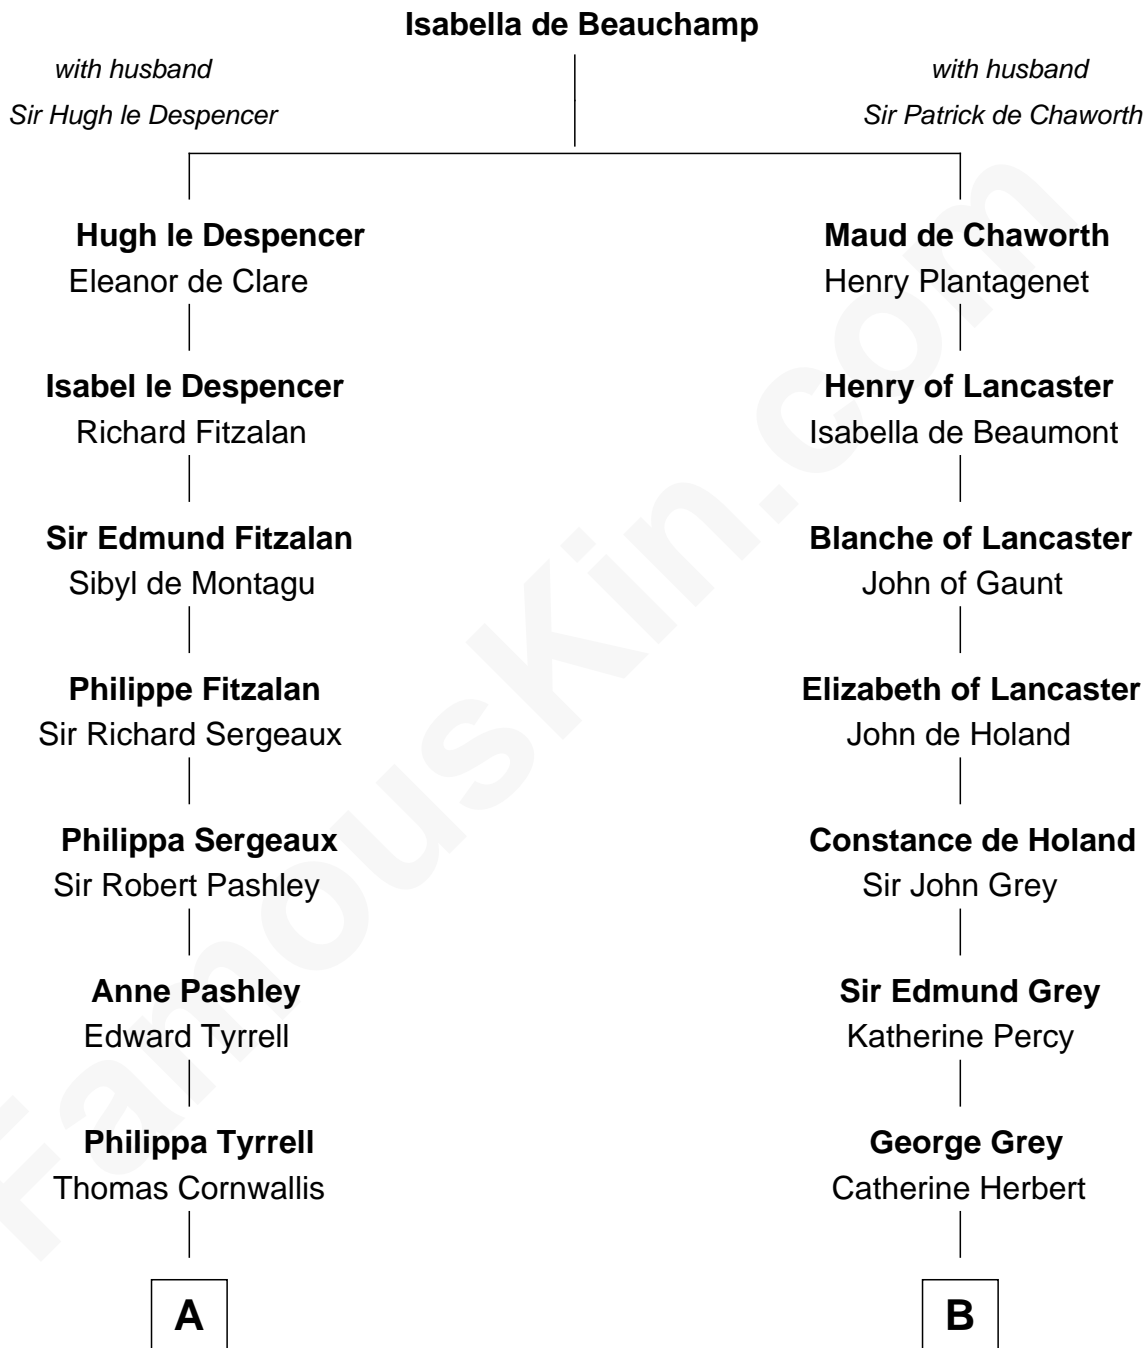 Isabella de Beauchamp
with husband
Sir Hugh le Despencer
with husband
Sir Patrick de Chaworth
Hugh le Despencer
Eleanor de Clare
Maud de Chaworth
Henry Plantagenet
Isabel le Despencer
Richard Fitzalan
Henry of Lancaster
Isabella de Beaumont
Sir Edmund Fitzalan
Sibyl de Montagu
Blanche of Lancaster
John of Gaunt
Philippe Fitzalan
Sir Richard Sergeaux
Elizabeth of Lancaster
John de Holand
Philippa Sergeaux
Sir Robert Pashley
Constance de Holand
Sir John Grey
Anne Pashley
Edward Tyrrell
Sir Edmund Grey
Katherine Percy
Philippa Tyrrell
Thomas Cornwallis
George Grey
Catherine Herbert
A
B
FamousKin.com